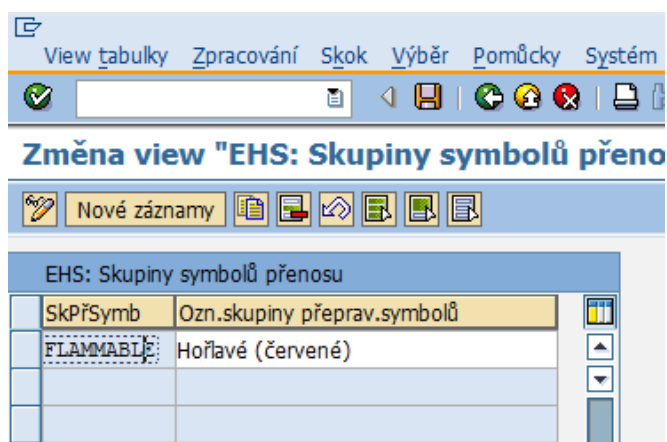 View tabulky Zpracování Skok Výběr Pomůcky Systém
Změna view "EHS: Skupiny symbolů přeno
Nové záznamy
EHS: Skupiny symbolů přenosu
SkPřSymb Ozn.skupiny přeprav.symbolů
FLAMMABLE Hořlavé (červené)